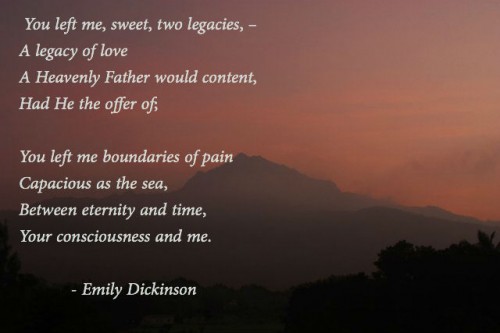 You left me, sweet, two legacies, –
A legacy of love
A Heavenly Father would content,
Had He the offer of;

You left me boundaries of pain
Capacious as the sea,
Between eternity and time,
Your consciousness and me.

- Emily Dickinson